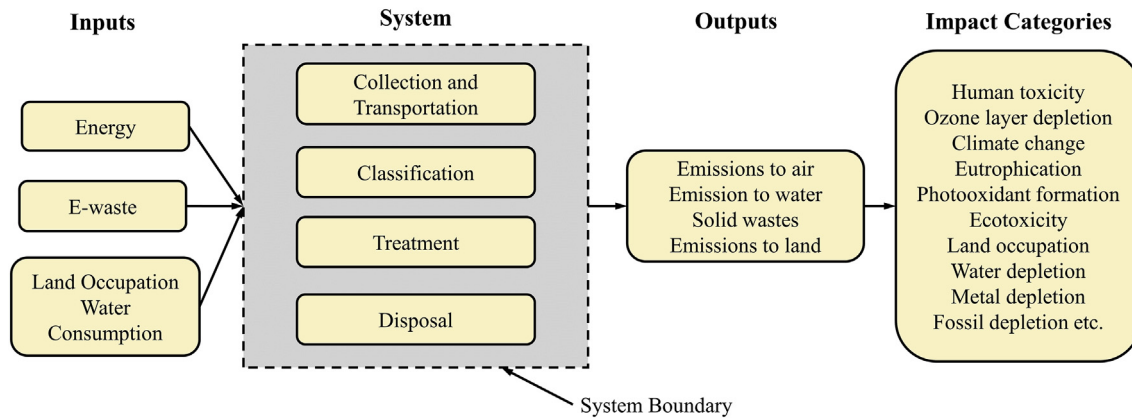 Inputs
System
Outputs
Impact Categories
Energy
E-waste
Land Occupation
Water
Consumption
Collection and
Transportation
Classification
Treatment
Disposal
System Boundary
Emissions to air
Emission to water
Solid wastes
Emissions to land
Human toxicity
Ozone layer depletion
Climate change
Eutrophication
Photooxidant formation
Ecotoxicity
Land occupation
Water depletion
Metal depletion
Fossil depletion etc.